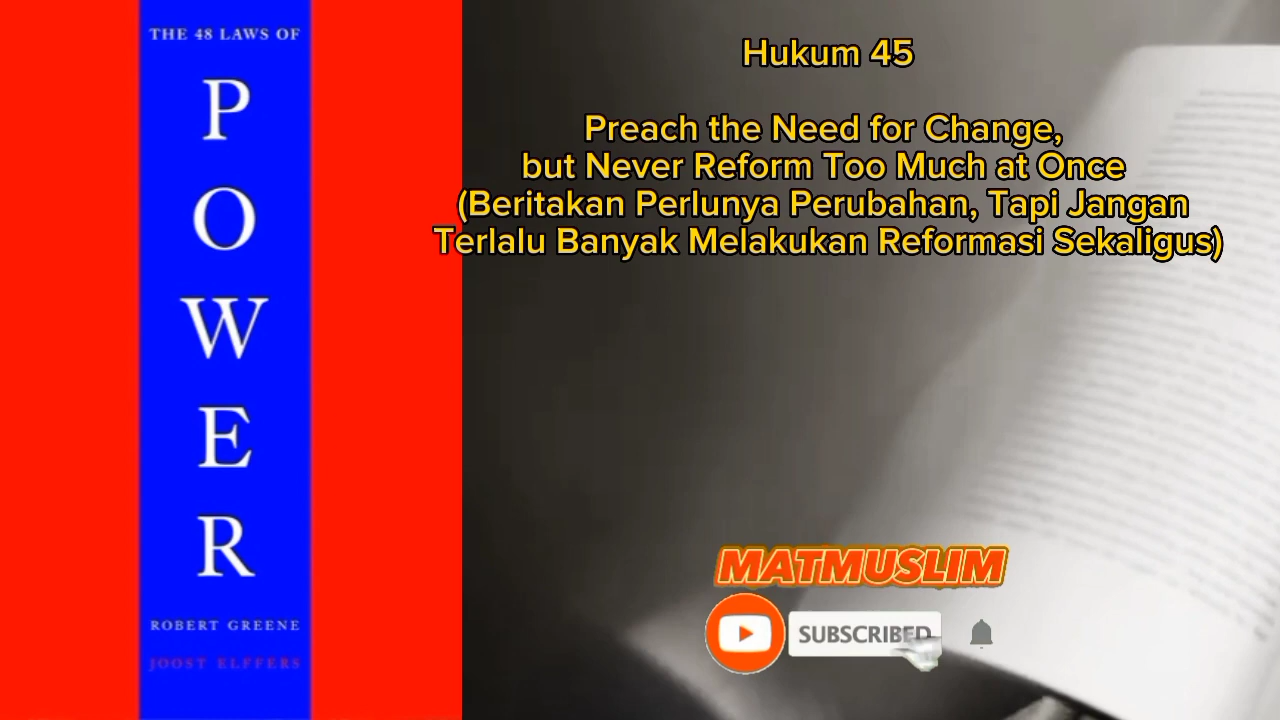 THE 48 LAWS OF
POWER
ROBERT GREENE
JOOST ELFFERS
Hukum 45
Preach the Need for Change,
but Never Reform Too Much at Once
(Beritakan Perlunya Perubahan, Tapi Jangan
Terlalu Banyak Melakukan Reformasi Sekaligus)
MATMUSLIM
SUBSCRIBED